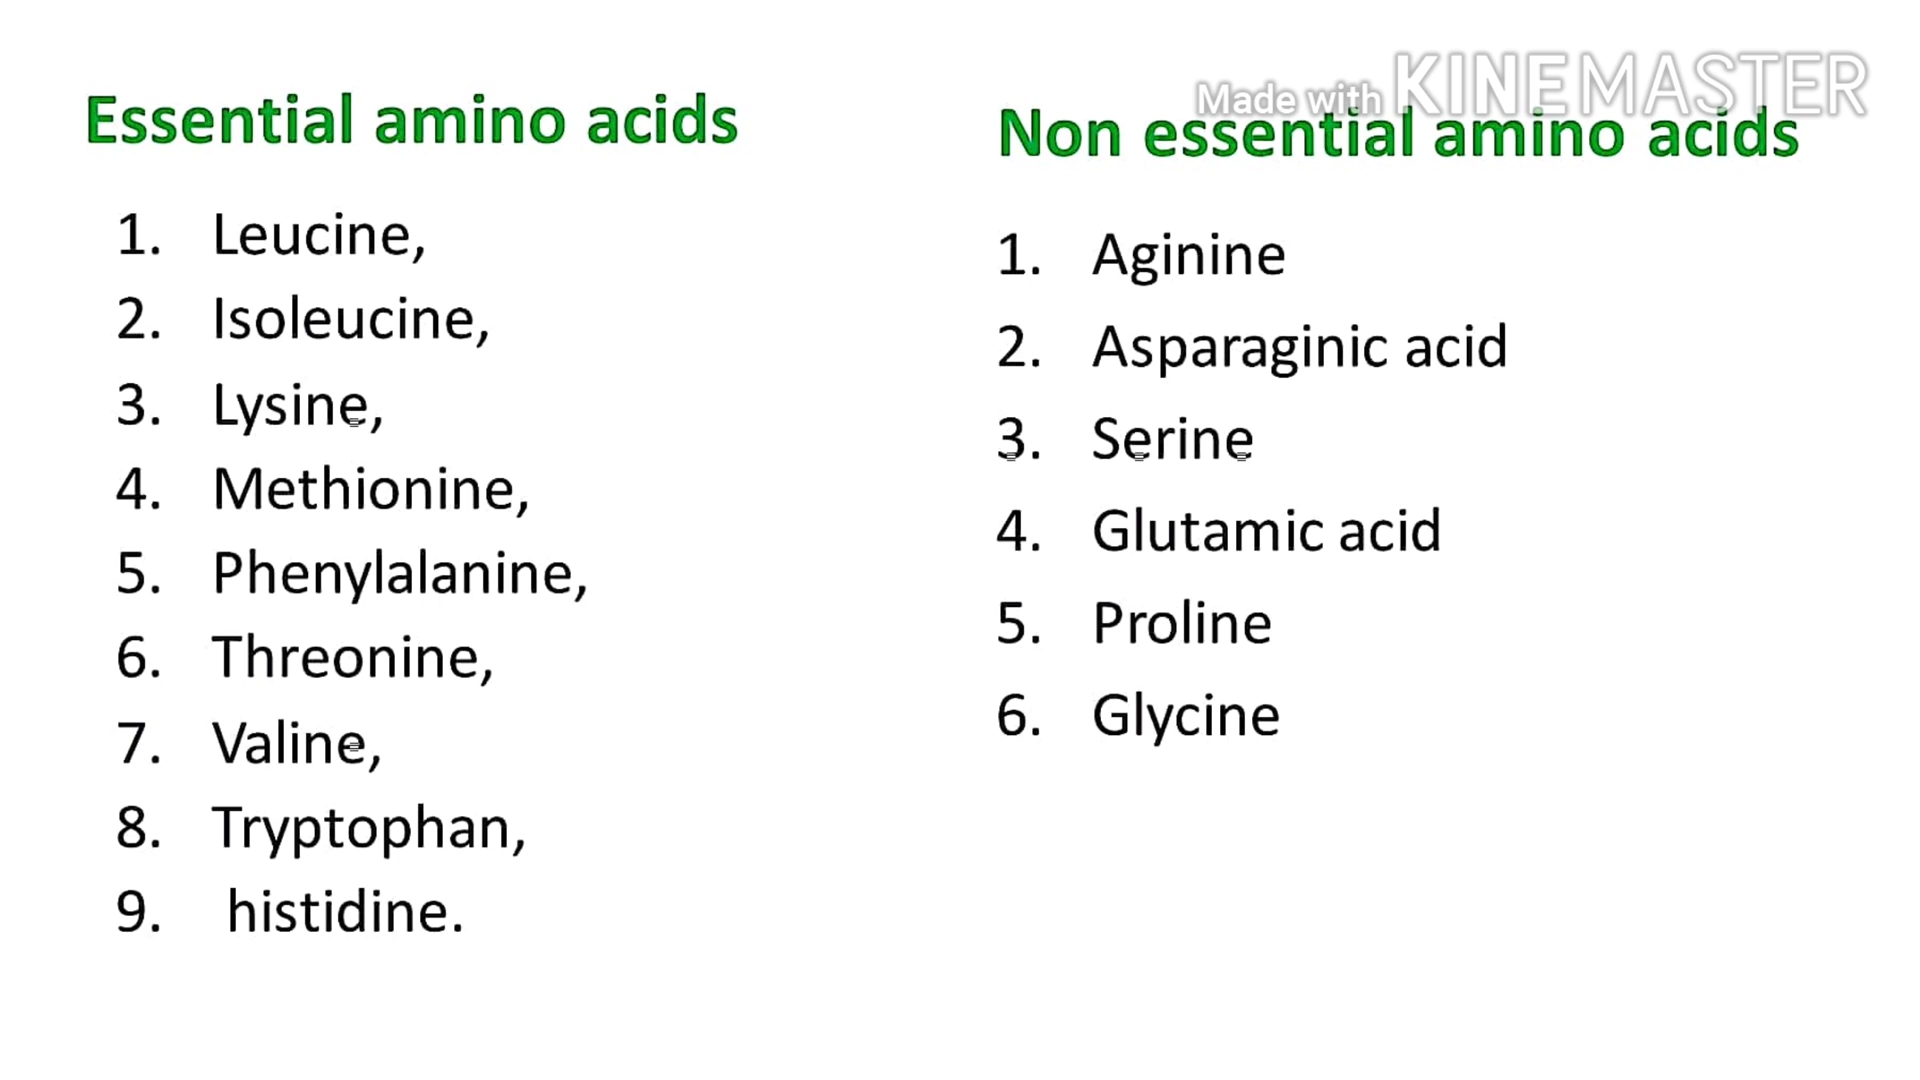 Made with KINEMASTER
Essential amino acids
1. Leucine,
2. Isoleucine,
3. Lysine,
4. Methionine,
5. Phenylalanine,
6. Threonine,
7. Valine,
8. Tryptophan,
9. histidine.
Non essential amino acids
1. Aginine
2. Asparaginic acid
3. Serine
4. Glutamic acid
5. Proline
6. Glycine